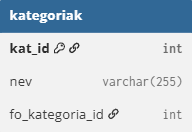 kategoriak
kat_id int
nev varchar(255)
fo_kategoria_id int